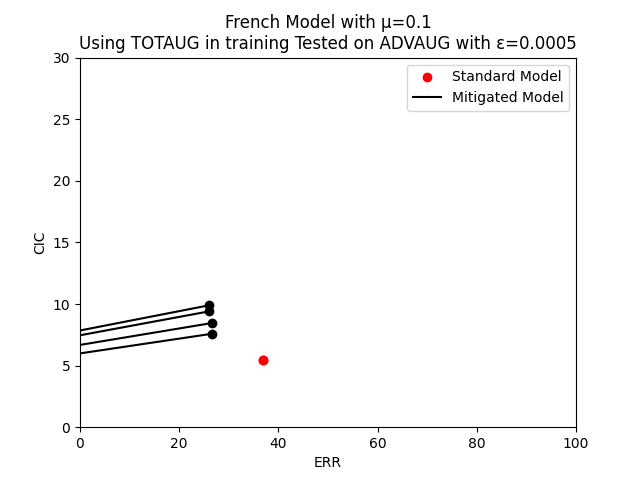 French Model with μ=0.1
Using TOTAUG in training Tested on ADVAUG with ε=0.0005
Standard Model
Mitigated Model
30
25
20
15
10
5
0
CIC
0 20 40 60 80 100
ERR